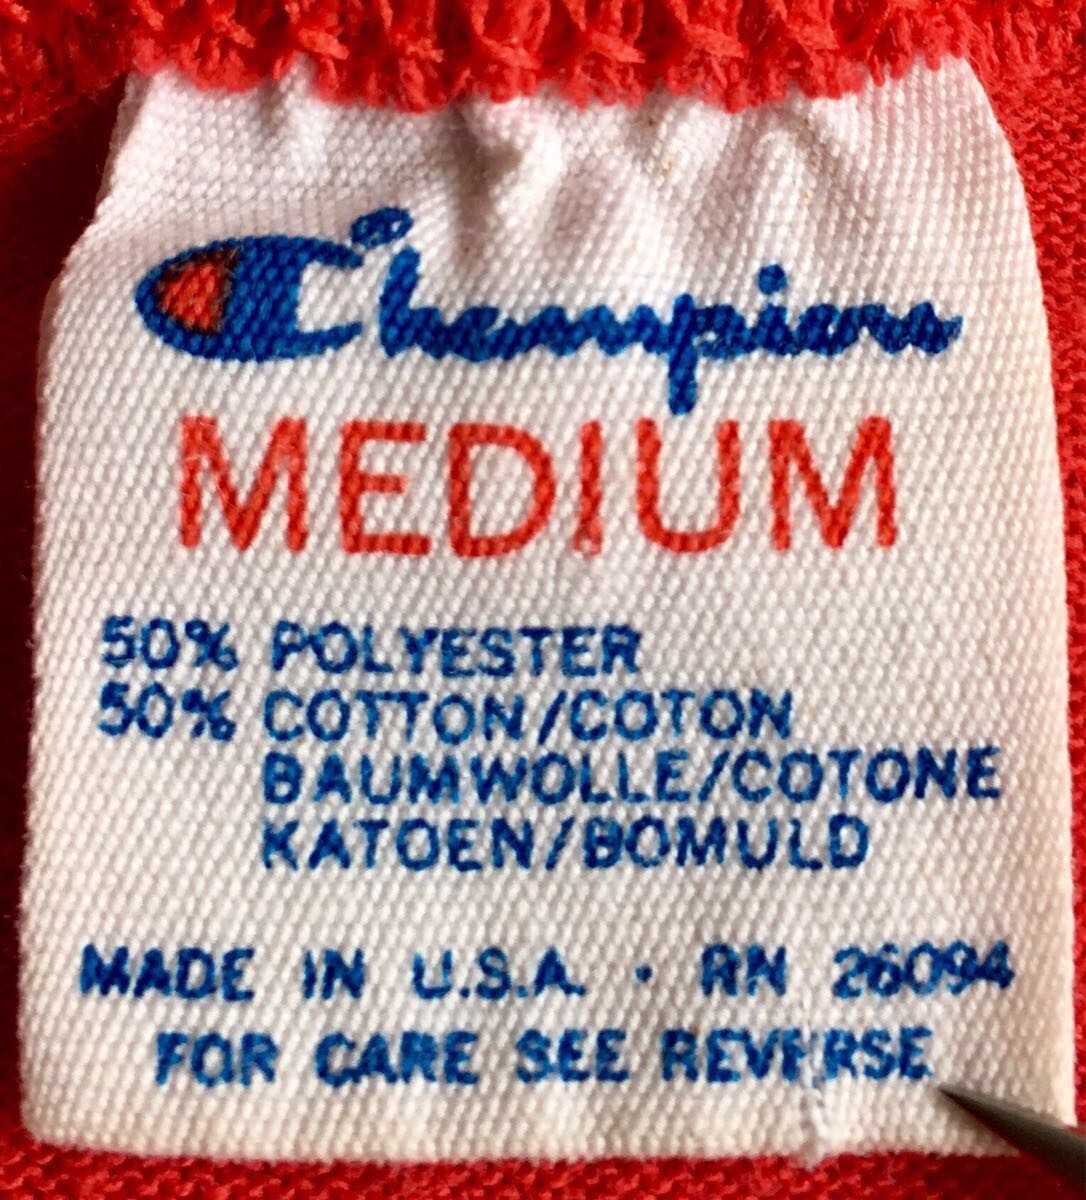 Champion
MEDIUM
50% POLYESTER
50% COTTON/COTON
BAUMWOLLE/COTONE
KATOEN/BOMULD
MADE IN U.S.A. · RN 26094
FOR CARE SEE REVERSE